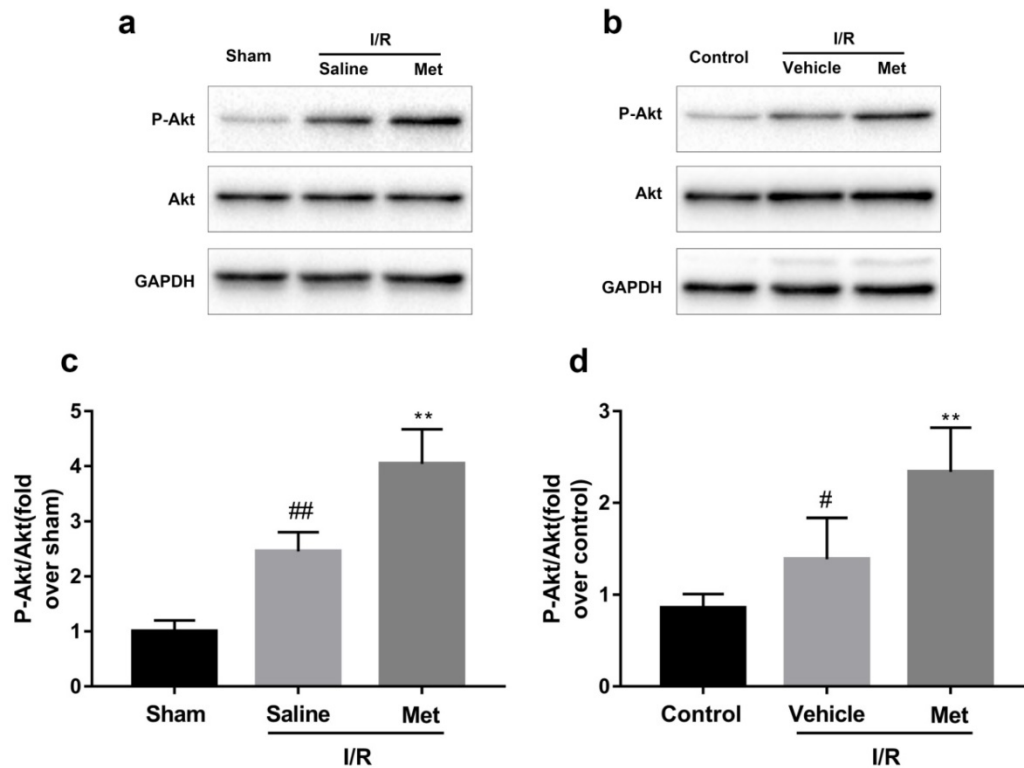 a
I/R
Sham
Saline Met
P-Akt
Akt
GAPDH
b
I/R
Control
Vehicle Met
P-Akt
Akt
GAPDH
c
P-Akt/Akt(fold
over sham)
5
4
3
2
1
0
##
**
Sham Saline Met
I/R
d
P-Akt/Akt(fold
over control)
3
2
1
0
#
**
Control Vehicle Met
I/R